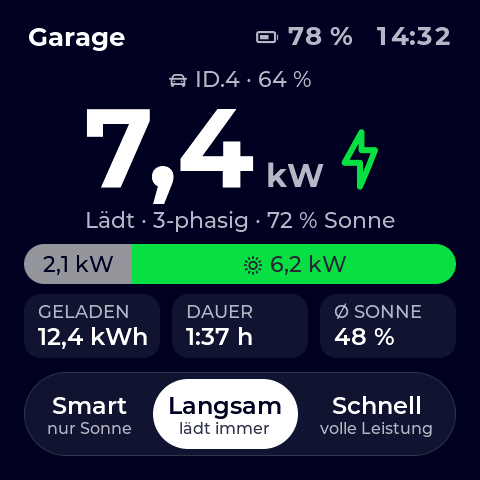 Garage 78 % 14:32
ID.4 · 64 %
7,4 kW
Lädt · 3-phasig · 72 % Sonne
2,1 kW 6,2 kW
GELADEN DAUER Ø SONNE
12,4 kWh 1:37 h 48 %
Smart Langsam Schnell
nur Sonne lädt immer volle Leistung